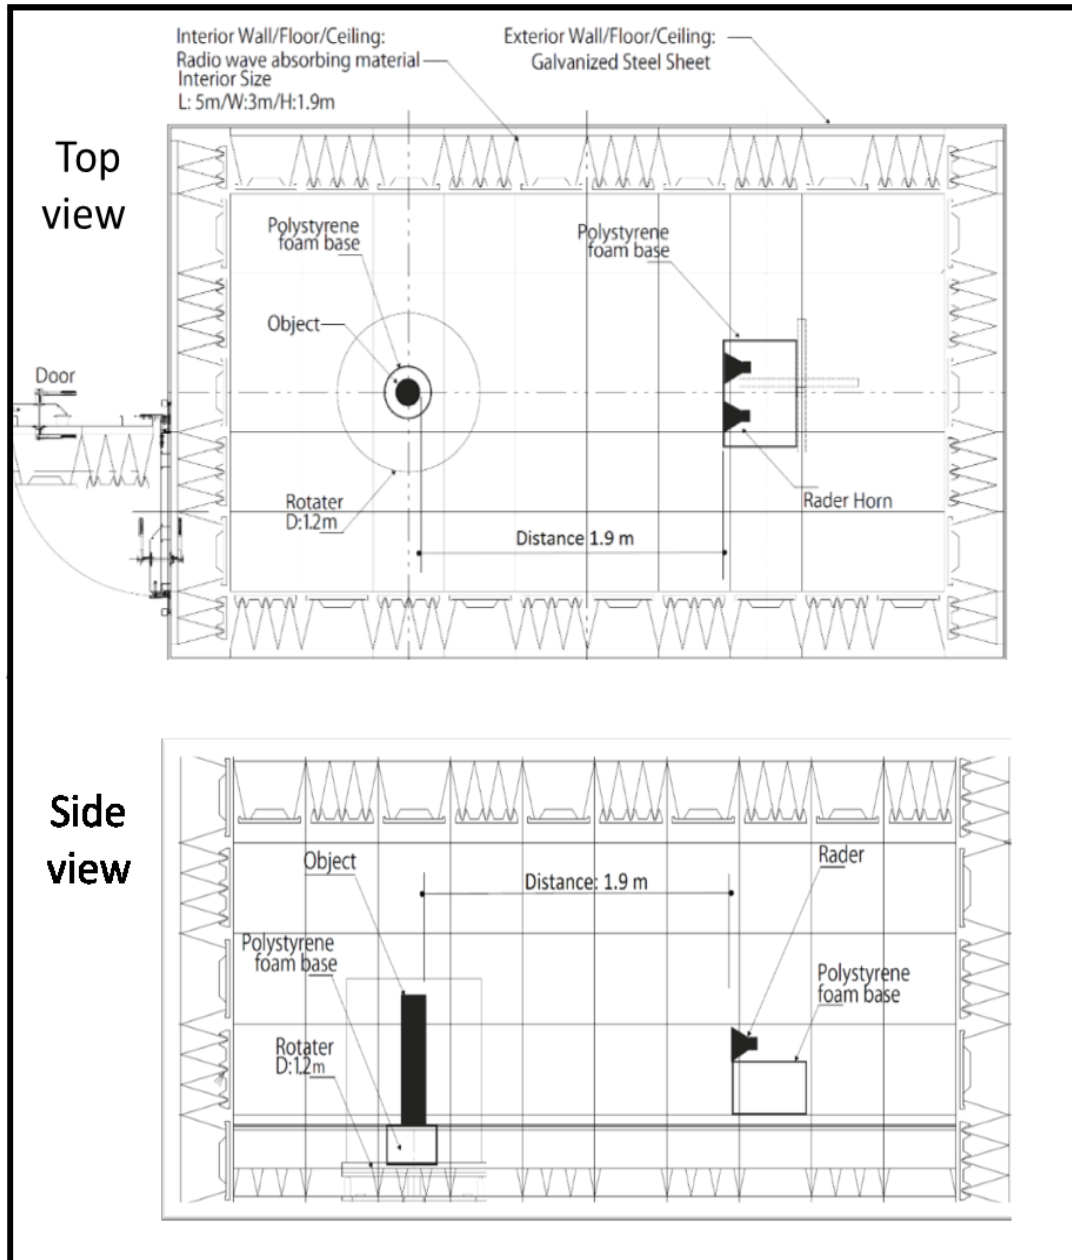 Interior Wall/Floor/Ceiling:
Radio wave absorbing material
Interior Size
L: 5m/W:3m/H:1.9m
Exterior Wall/Floor/Ceiling:
Galvanized Steel Sheet
Top
view
Polystyrene
foam base
Polystyrene
foam base
Object
Door
Rotater
D:1.2m
Rader Horn
Distance 1.9 m
Side
view
Object
Distance: 1.9 m
Rader
Polystyrene
foam base
Polystyrene
foam base
Rotater
D:1.2m